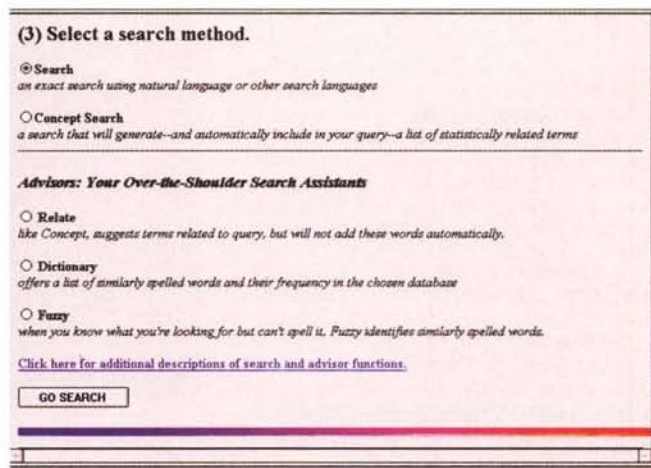 (3) Select a search method.
Search
an exact search using natural language or other search languages
Concept Search
a search that will generate--and automatically include in your query--a list of statistically related terms
Advisors: Your Over-the-Shoulder Search Assistants
Relate
like Concept, suggests terms related to query, but will not add these words automatically.
Dictionary
offers a list of similarly spelled words and their frequency in the chosen database
Fuzzy
when you know what you're looking for but can't spell it, Fuzzy identifies similarly spelled words.
Click here for additional descriptions of search and advisor functions.
GO SEARCH